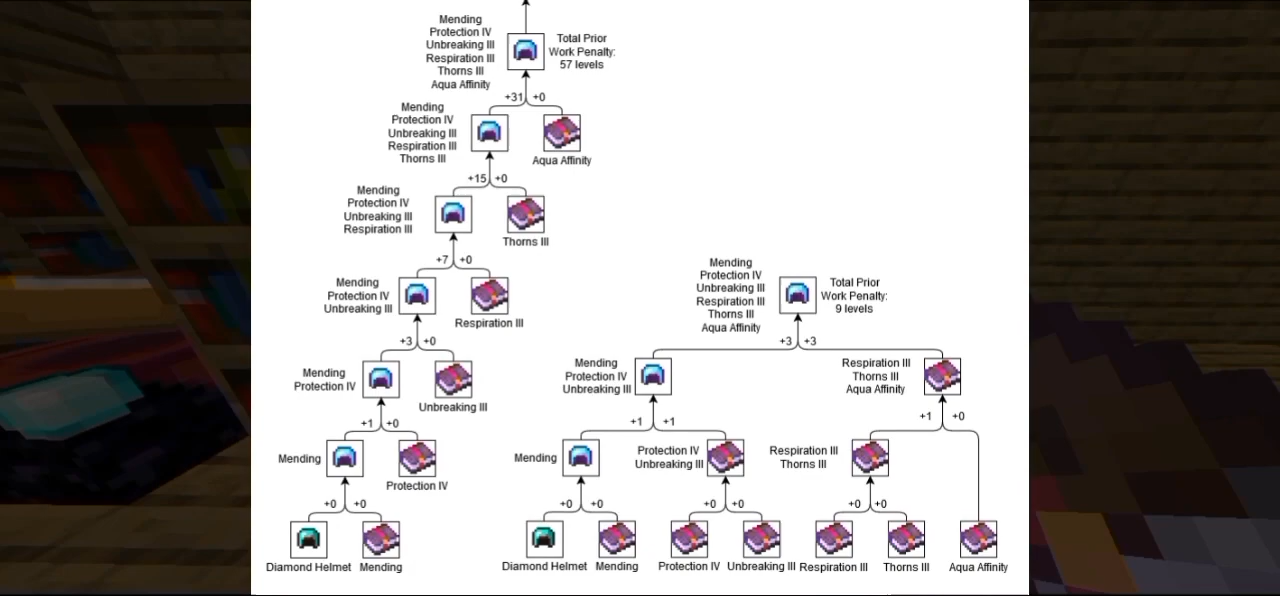 Mending
Protection IV
Unbreaking III
Respiration III
Thorns III
Aqua Affinity
Total Prior
Work Penalty:
57 levels
+31 +0
Mending
Protection IV
Unbreaking III
Respiration III
Thorns III
Aqua Affinity
+15 +0
Mending
Protection IV
Unbreaking III
Respiration III
Thorns III
+7 +0
Mending
Protection IV
Unbreaking III
Respiration III
+3 +0
Mending
Protection IV
Unbreaking III
+1 +0
Mending
Protection IV
+0 +0
Diamond Helmet
Mending
Mending
Protection IV
Unbreaking III
Respiration III
Thorns III
Aqua Affinity
Total Prior
Work Penalty:
9 levels
+3 +3
Mending
Protection IV
Unbreaking III
Respiration III
Thorns III
Aqua Affinity
+1 +1
+1 +0
Mending
Protection IV
Unbreaking III
Respiration III
Thorns III
+0 +0
+0 +0
+0 +0
Diamond Helmet
Mending
Protection IV
Unbreaking III
Respiration III
Thorns III
Aqua Affinity